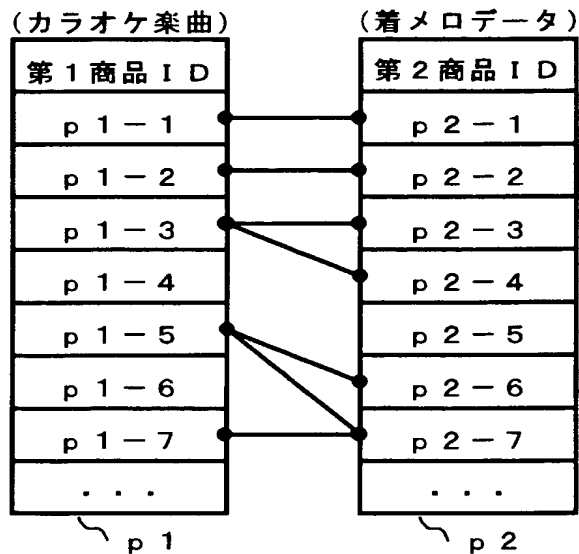 (カラオケ楽曲) (着メロデータ)
第1商品ID 第2商品ID
p1-1 p2-1
p1-2 p2-2
p1-3 p2-3
p1-4 p2-4
p1-5 p2-5
p1-6 p2-6
p1-7 p2-7
... ...
p1 p2